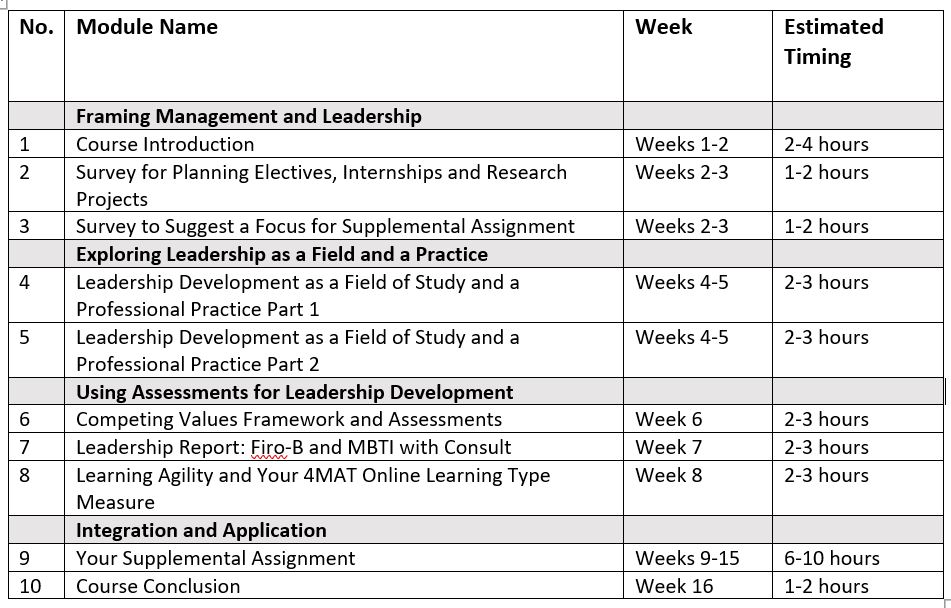 No. Module Name Week Estimated
Timing
Framing Management and Leadership
1 Course Introduction Weeks 1-2 2-4 hours
2 Survey for Planning Electives, Internships and Research Weeks 2-3 1-2 hours
Projects
3 Survey to Suggest a Focus for Supplemental Assignment Weeks 2-3 1-2 hours
Exploring Leadership as a Field and a Practice
4 Leadership Development as a Field of Study and a Weeks 4-5 2-3 hours
Professional Practice Part 1
5 Leadership Development as a Field of Study and a Weeks 4-5 2-3 hours
Professional Practice Part 2
Using Assessments for Leadership Development
6 Competing Values Framework and Assessments Week 6 2-3 hours
7 Leadership Report: Firo-B and MBTI with Consult Week 7 2-3 hours
8 Learning Agility and Your 4MAT Online Learning Type Week 8 2-3 hours
Measure
Integration and Application
9 Your Supplemental Assignment Weeks 9-15 6-10 hours
10 Course Conclusion Week 16 1-2 hours